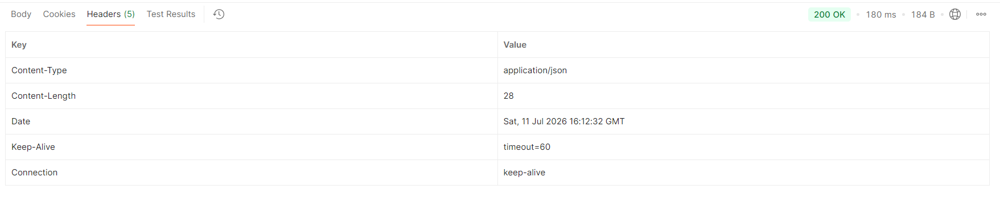 Body Cookies Headers (5) Test Results 200 OK 180 ms 184 B
Key Value
Content-Type application/json
Content-Length 28
Date Sat, 11 Jul 2026 16:12:32 GMT
Keep-Alive timeout=60
Connection keep-alive